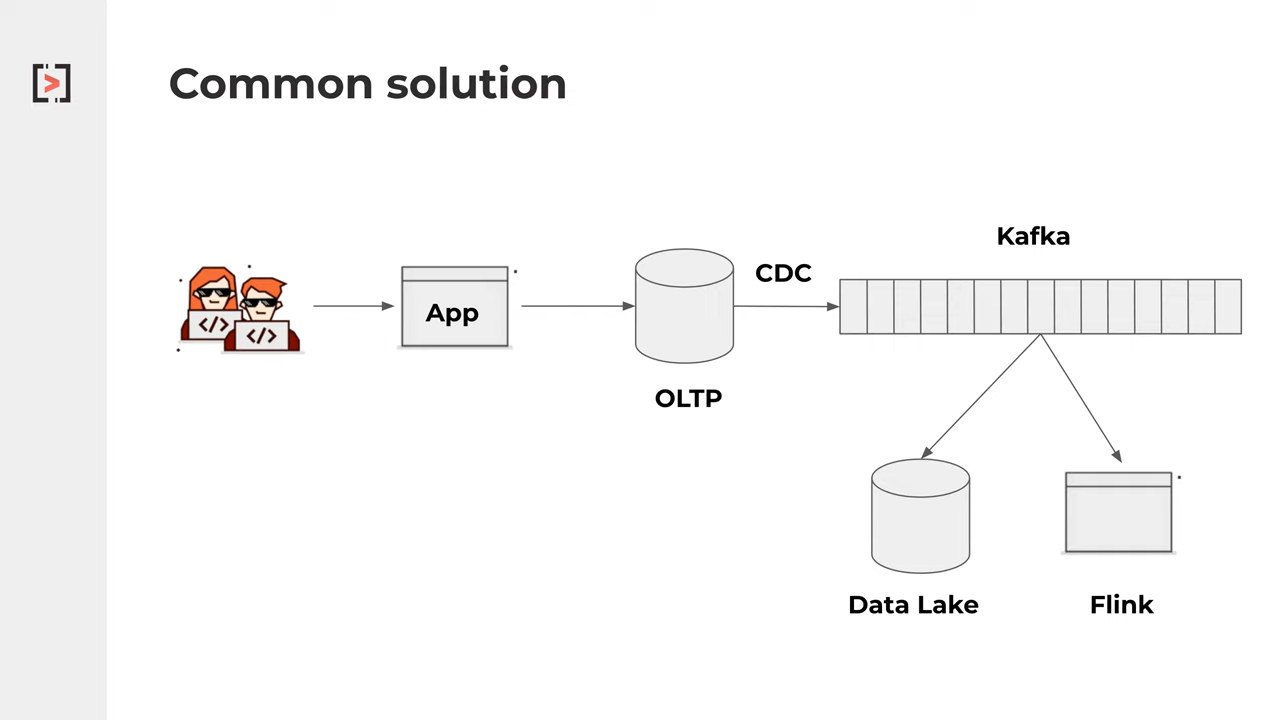 Common solution
Kafka
CDC
</>
</>
App
OLTP
Data Lake
Flink